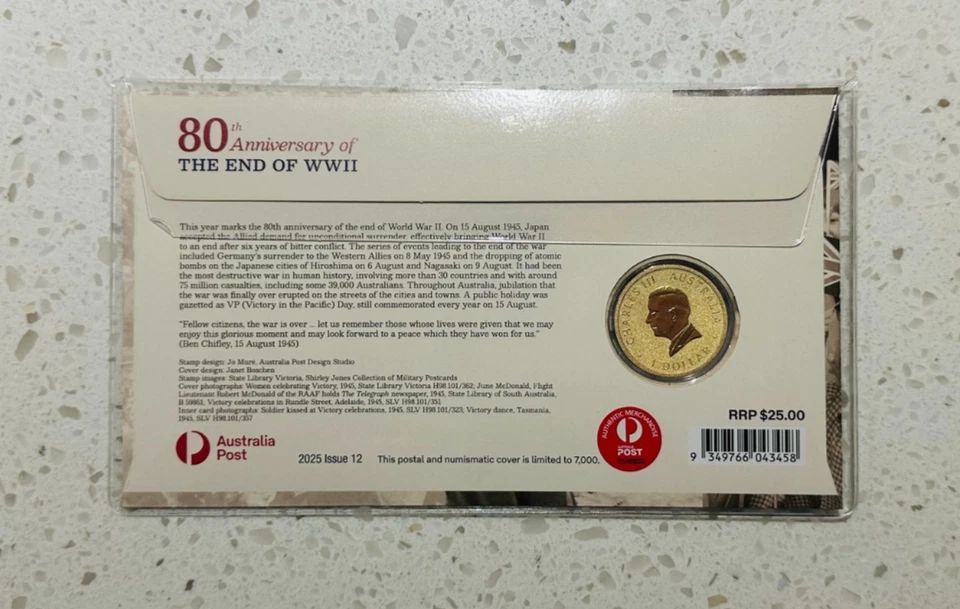 80th Anniversary of
THE END OF WWII
This year marks the 80th anniversary of the end of World War II. On 15 August 1945, Japan
accepted the Allied demand for unconditional surrender, effectively bringing World War II
to an end after six years of bitter conflict. The series of events leading to the end of the war
included Germany's surrender to the Western Allies on 8 May 1945 and the dropping of atomic
bombs on the Japanese cities of Hiroshima on 6 August and Nagasaki on 9 August. It had been
the most destructive war in human history, involving more than 30 countries and with around
75 million casualties, including some 39,000 Australians. Throughout Australia, jubilation that
the war was finally over erupted on the streets of the cities and towns. A public holiday was
gazetted as VP (Victory in the Pacific) Day, still commemorated every year on 15 August.
"Fellow citizens, the war is over ... let us remember those whose lives were given that we may
enjoy this glorious moment and may look forward to a peace which they have won for us."
(Ben Chifley, 15 August 1945)
Stamp design: Jo Mure, Australia Post Design Studio
Cover design: Janet Boschen
Stamp images: State Library Victoria, Shirley Jones Collection of Military Postcards
Cover photographs: Women celebrating Victory, 1945, State Library Victoria H98.101/362; June McDonald, Flight
Lieutenant Robert McDonald of the RAAF holds The Telegraph newspaper, 1945, State Library of South Australia,
B 59861, Victory celebrations in Rundle Street, Adelaide, 1945, SLV H98.101/351
Inner card photographs: Soldier kissed at Victory celebrations, 1945, SLV H98.101/323, Victory dance, Tasmania,
1945, SLV H98.101/357
CHARLES III AUSTRALIA
1 DOLLAR
Australia
Post
2025 Issue 12
This postal and numismatic cover is limited to 7,000.
AUTHENTIC MERCHANDISE
POST
RRP $25.00
9 349766 043458